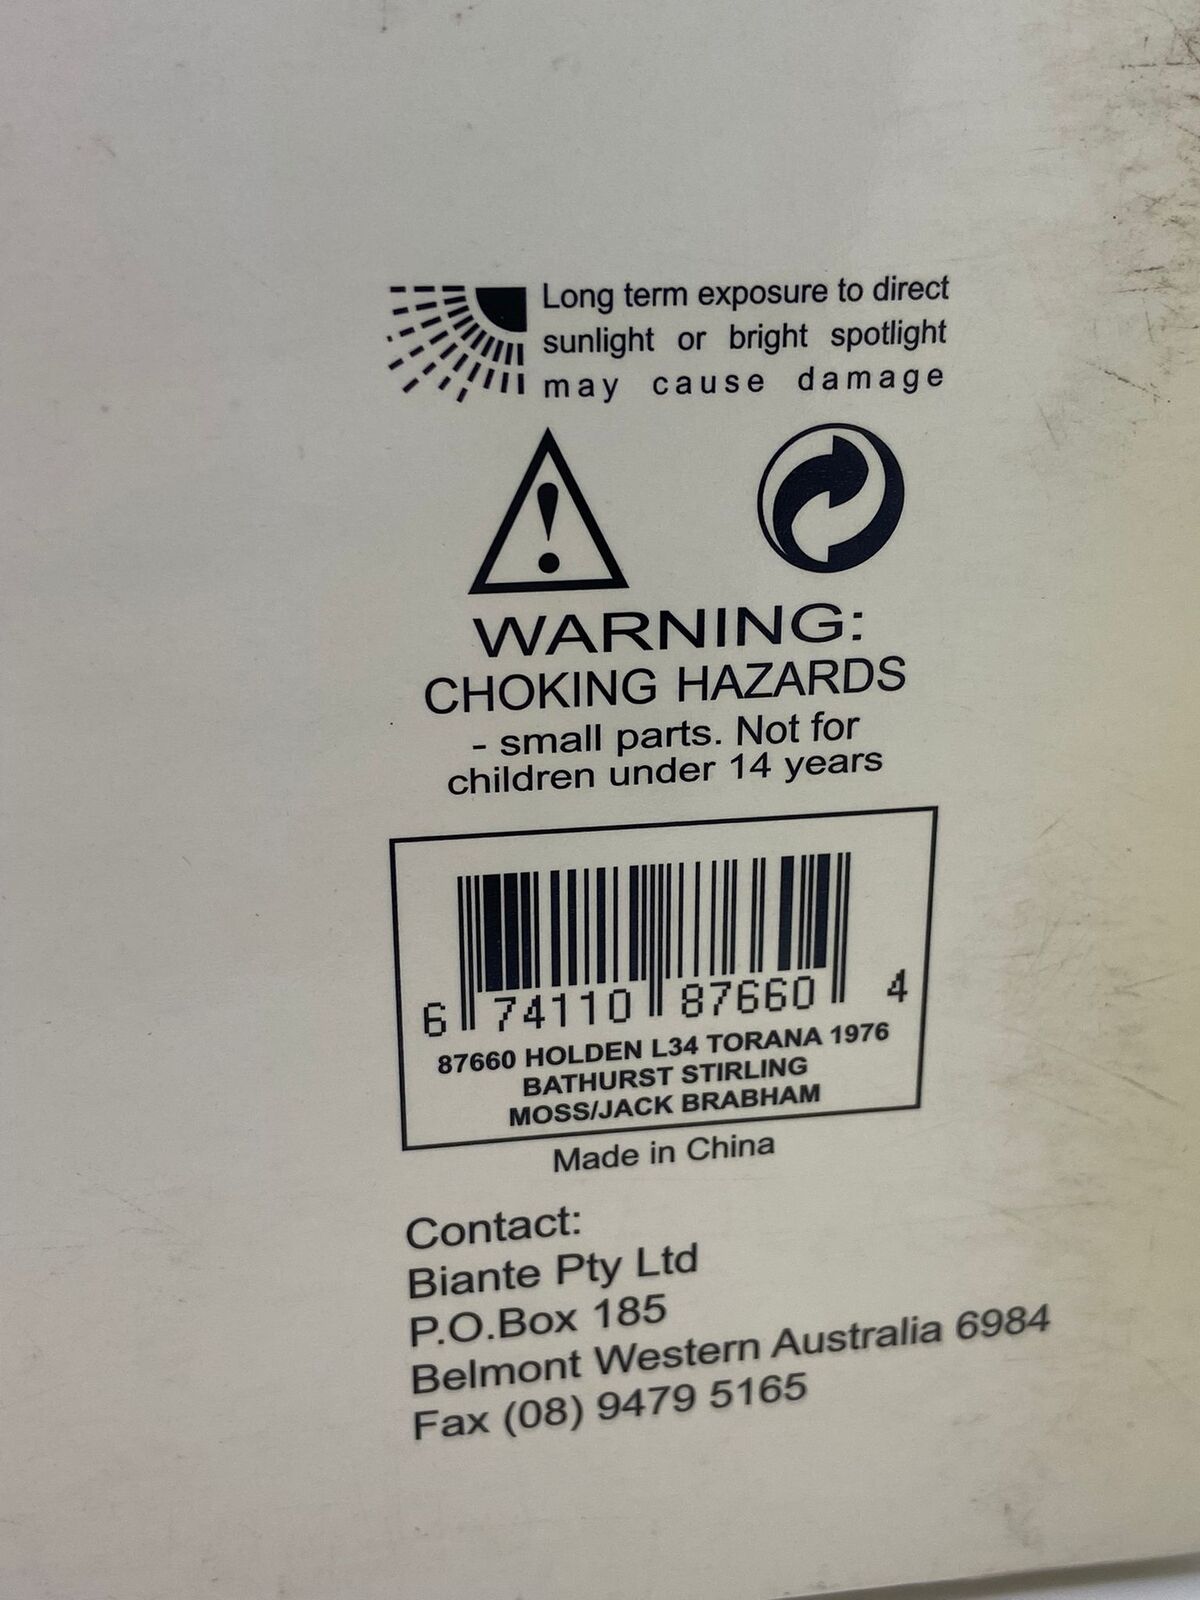 Long term exposure to direct
sunlight or bright spotlight
may cause damage
WARNING:
CHOKING HAZARDS
- small parts. Not for
children under 14 years
6 74110 87660 4
87660 HOLDEN L34 TORANA 1976
BATHURST STIRLING
MOSS/JACK BRABHAM
Made in China
Contact:
Biante Pty Ltd
P.O.Box 185
Belmont Western Australia 6984
Fax (08) 9479 5165